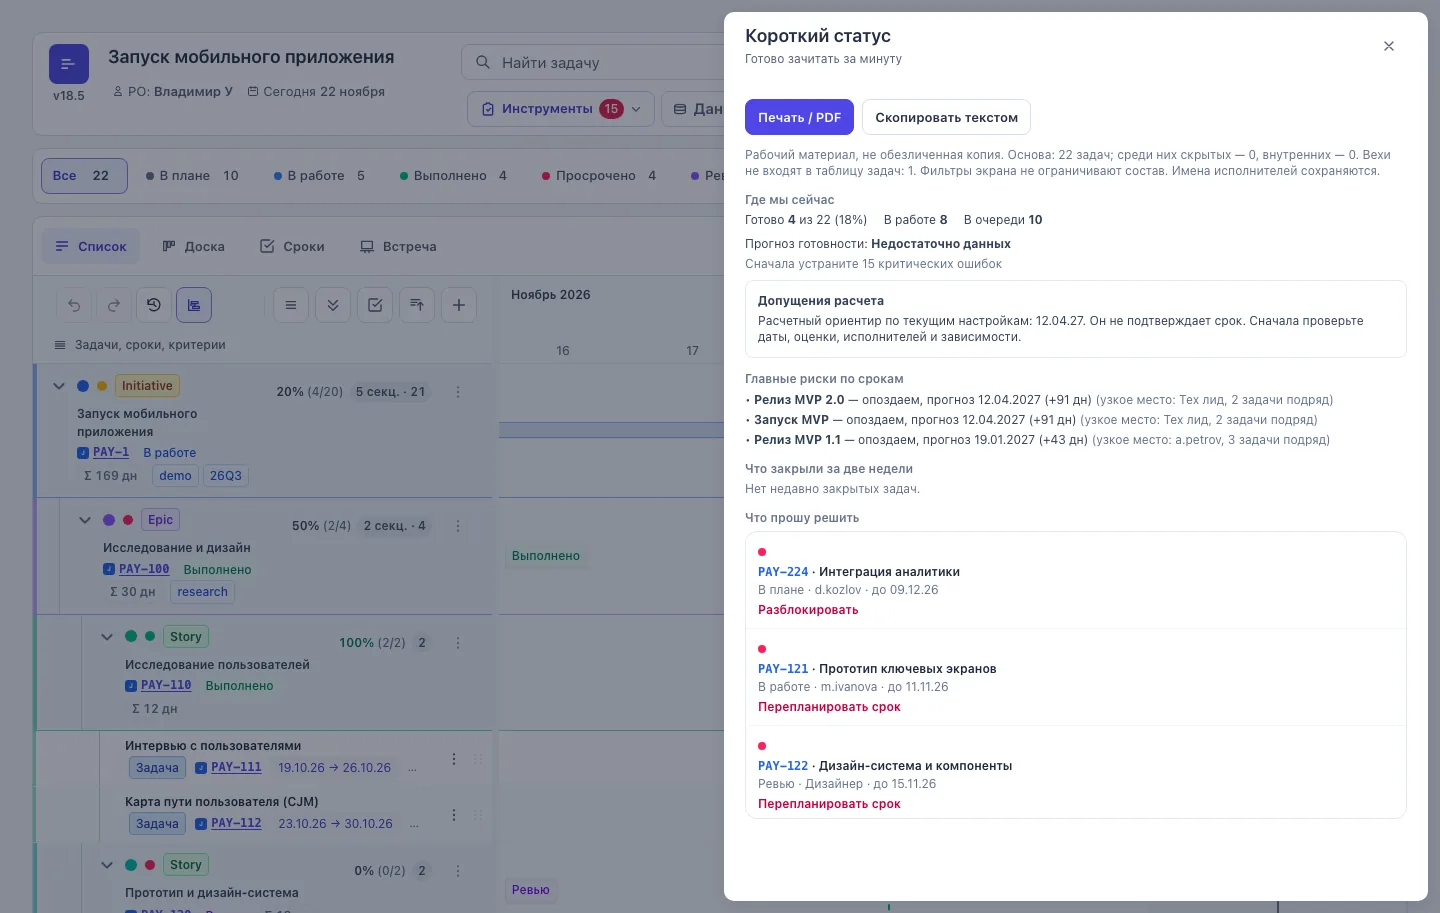 Запуск мобильного приложения
v18.5
PO: Владимир У
Сегодня 22 ноября
Найти задачу
Инструменты 15
Все 22
В плане 10
В работе 5
Выполнено 4
Просрочено 4
Список
Доска
Сроки
Встреча
Ноябрь 2026
16
17
Задачи, сроки, критерии
Initiative
20% (4/20)
5 секц. · 21
Запуск мобильного
приложения
PAY-1 В работе
Σ 169 дн demo 26Q3
Epic
50% (2/4)
2 секц. · 4
Исследование и дизайн
PAY-100 Выполнено
Σ 30 дн research
Выполнено
Story
100% (2/2) 2
Исследование пользователей
PAY-110 Выполнено
Σ 12 дн
Интервью с пользователями
Задача PAY-111 19.10.26 → 26.10.26 ...
Карта пути пользователя (CJM)
Задача PAY-112 23.10.26 → 30.10.26 ...
Story
0% (0/2) 2
Прототип и дизайн-система
Ревью
Короткий статус
Готово зачитать за минуту
Печать / PDF
Скопировать текстом
Рабочий материал, не обезличенная копия. Основа: 22 задач; среди них скрытых — 0, внутренних — 0. Вехи
не входят в таблицу задач: 1. Фильтры экрана не ограничивают состав. Имена исполнителей сохраняются.
Где мы сейчас
Готово 4 из 22 (18%) В работе 8 В очереди 10
Прогноз готовности: Недостаточно данных
Сначала устраните 15 критических ошибок
Допущения расчета
Расчетный ориентир по текущим настройкам: 12.04.27. Он не подтверждает срок. Сначала проверьте
даты, оценки, исполнителей и зависимости.
Главные риски по срокам
• Релиз MVP 2.0 — опоздаем, прогноз 12.04.2027 (+91 дн) (узкое место: Тех лид, 2 задачи подряд)
• Запуск MVP — опоздаем, прогноз 12.04.2027 (+91 дн) (узкое место: Тех лид, 2 задачи подряд)
• Релиз MVP 1.1 — опоздаем, прогноз 19.01.2027 (+43 дн) (узкое место: a.petrov, 3 задачи подряд)
Что закрыли за две недели
Нет недавно закрытых задач.
Что прошу решить
PAY-224 · Интеграция аналитики
В плане · d.kozlov · до 09.12.26
Разблокировать
PAY-121 · Прототип ключевых экранов
В работе · m.ivanova · до 11.11.26
Перепланировать срок
PAY-122 · Дизайн-система и компоненты
Ревью · Дизайнер · до 15.11.26
Перепланировать срок